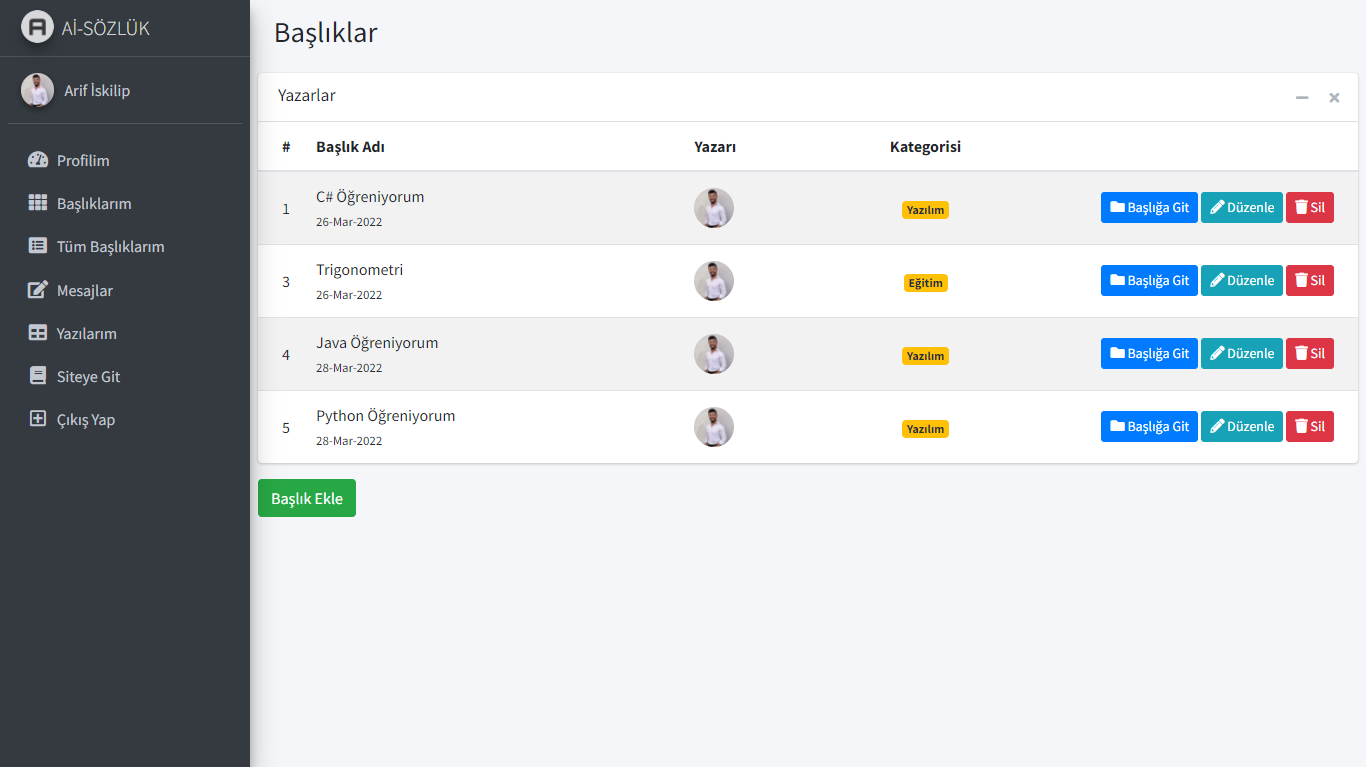 Aİ-SÖZLÜK
Arif İskilip
Profilim
Başlıklarım
Tüm Başlıklarım
Mesajlar
Yazılarım
Siteye Git
Çıkış Yap
Başlıklar
Yazarlar
# Başlık Adı Yazarı Kategorisi
1 C# Öğreniyorum 26-Mar-2022 Yazılım Başlığa Git Düzenle Sil
3 Trigonometri 26-Mar-2022 Eğitim Başlığa Git Düzenle Sil
4 Java Öğreniyorum 28-Mar-2022 Yazılım Başlığa Git Düzenle Sil
5 Python Öğreniyorum 28-Mar-2022 Yazılım Başlığa Git Düzenle Sil
Başlık Ekle